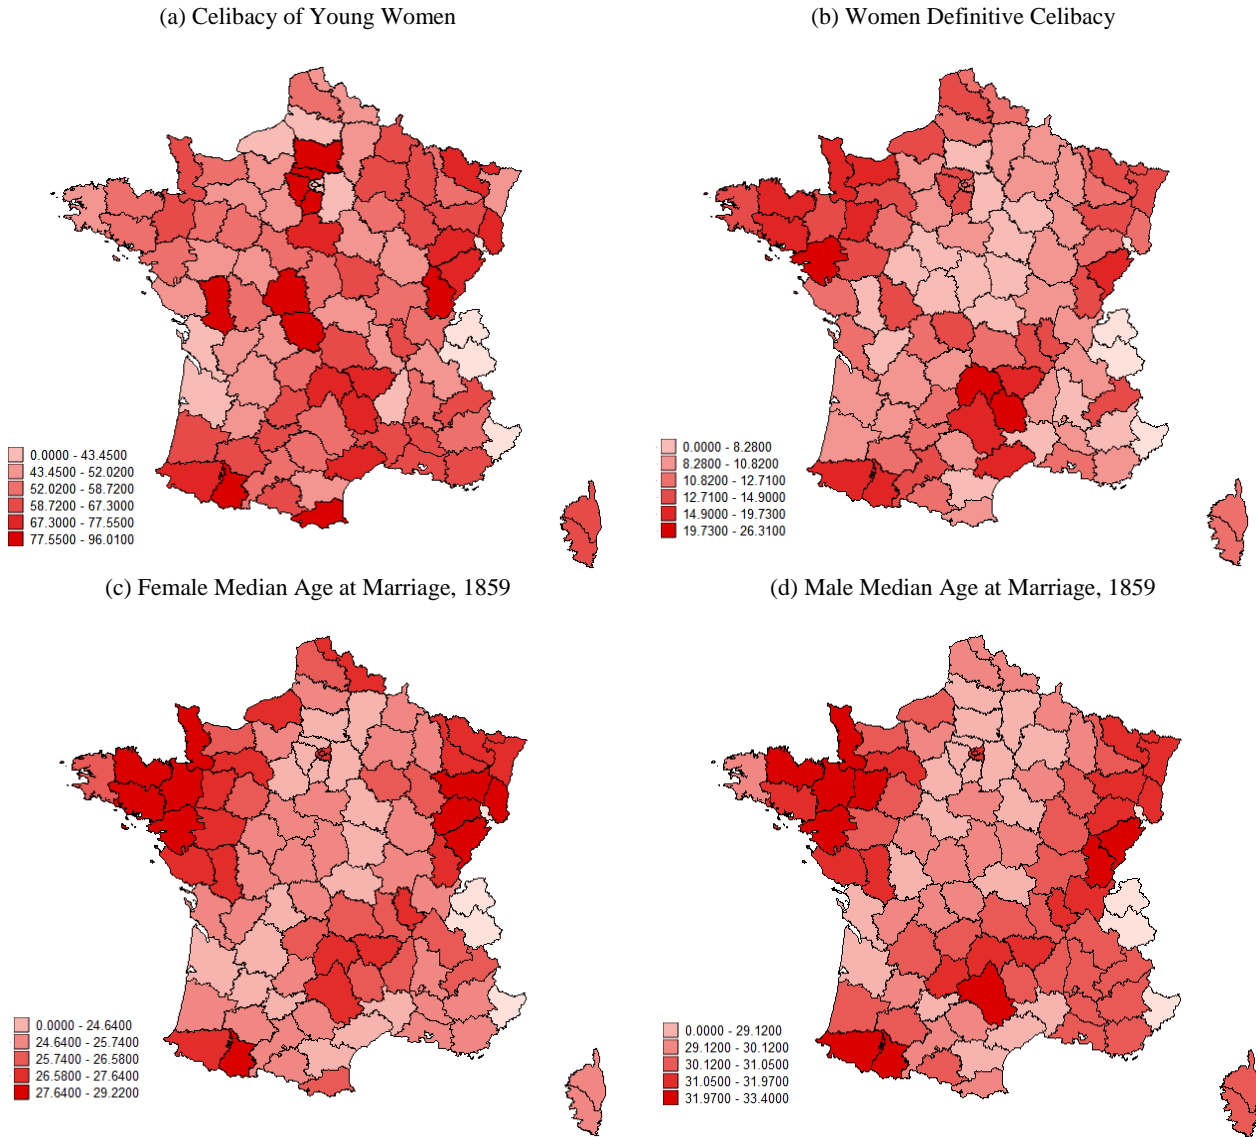 (a) Celibacy of Young Women
(b) Women Definitive Celibacy
0.0000 - 43.4500
43.4500 - 52.0200
52.0200 - 58.7200
58.7200 - 67.3000
67.3000 - 77.5500
77.5500 - 96.0100
0.0000 - 8.2800
8.2800 - 10.8200
10.8200 - 12.7100
12.7100 - 14.9000
14.9000 - 19.7300
19.7300 - 26.3100
(c) Female Median Age at Marriage, 1859
(d) Male Median Age at Marriage, 1859
0.0000 - 24.6400
24.6400 - 25.7400
25.7400 - 26.5800
26.5800 - 27.6400
27.6400 - 29.2200
0.0000 - 29.1200
29.1200 - 30.1200
30.1200 - 31.0500
31.0500 - 31.9700
31.9700 - 33.4000